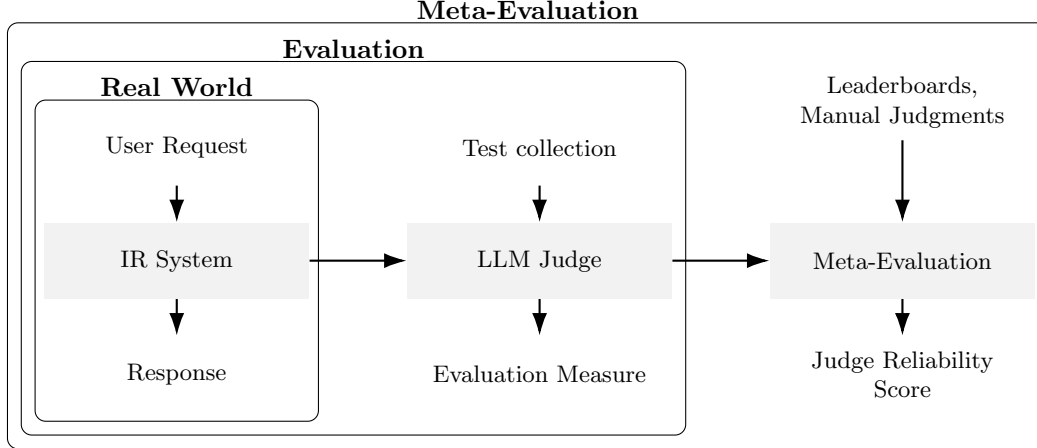 Meta-Evaluation
Evaluation
Real World
User Request
IR System
Response
Test collection
LLM Judge
Evaluation Measure
Leaderboards,
Manual Judgments
Meta-Evaluation
Judge Reliability
Score